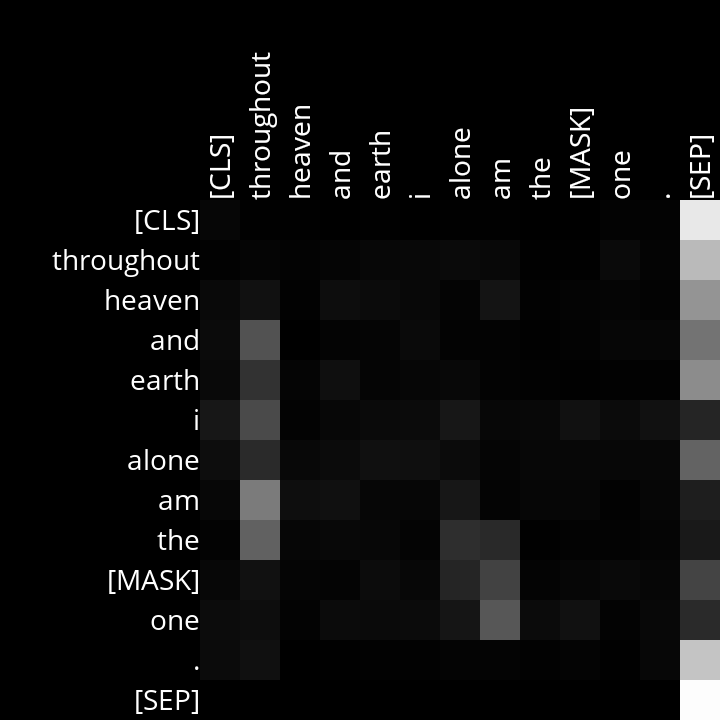 [CLS] throughout heaven and earth i alone am the [MASK] one . [SEP]
[CLS]
throughout
heaven
and
earth
i
alone
am
the
[MASK]
one
.
[SEP]